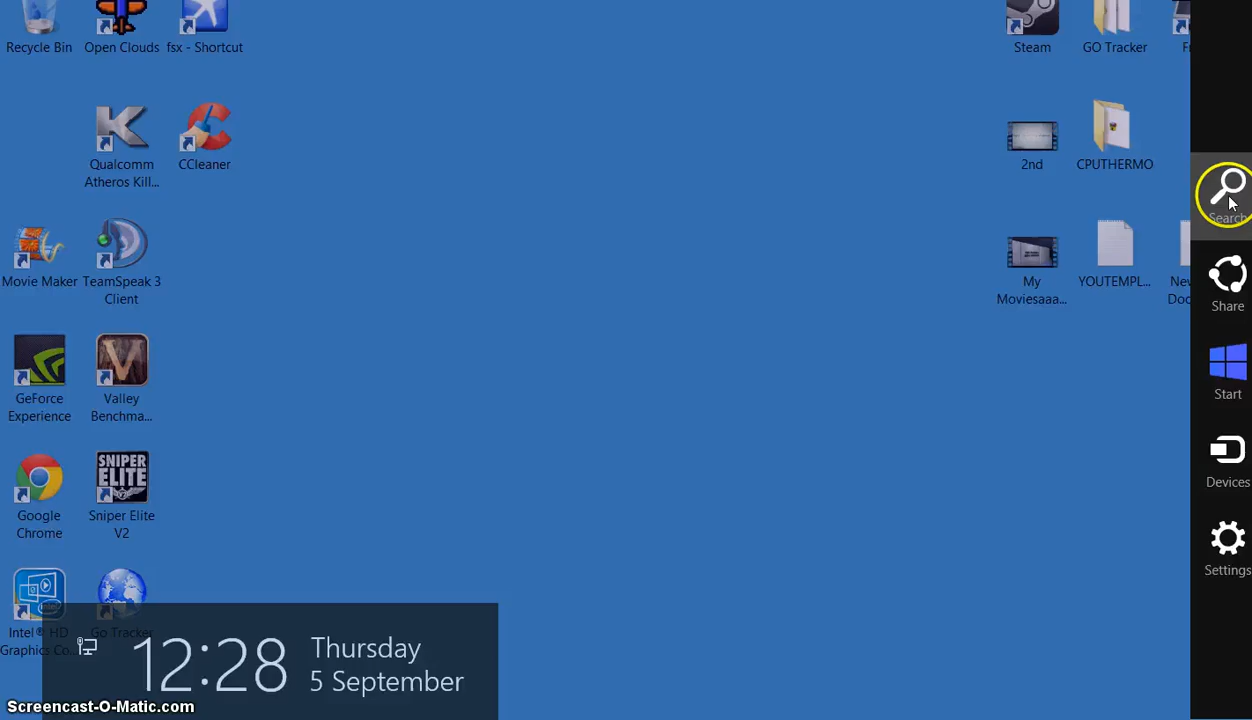 Recycle Bin
Open Clouds
fsx - Shortcut
Steam
GO Tracker
Qualcomm
Atheros Kill...
CCleaner
2nd
CPUTHERMO
Search
Movie Maker
TeamSpeak 3
Client
My
Moviesaaa...
YOUTEMPL...
Share
GeForce
Experience
Valley
Benchma...
Start
SNIPER
ELITE
Google
Chrome
Sniper Elite
V2
Devices
Intel® HD
Graphics Co...
Go Tracker
Settings
12:28
Thursday
5 September
Screencast-O-Matic.com